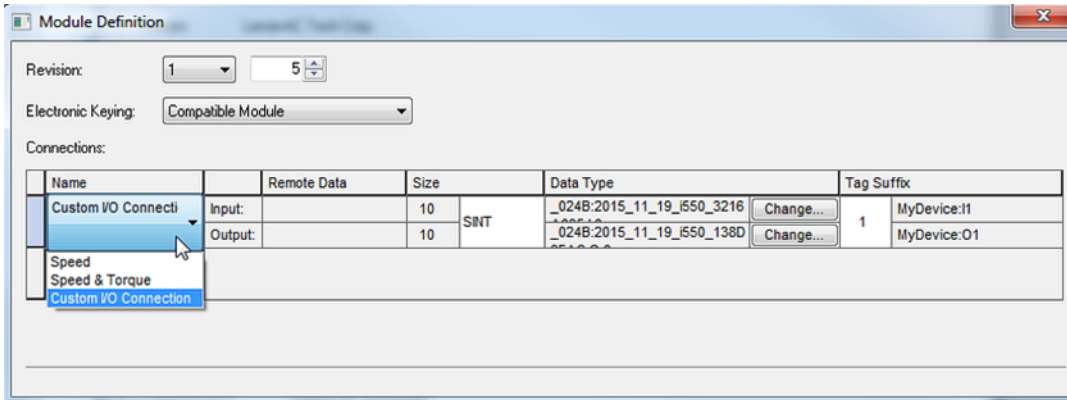 Module Definition
Revision: 1 5
Electronic Keying: Compatible Module
Connections:
Name Remote Data Size Data Type Tag Suffix
Custom I/O Connecti Input: 10 SINT _024B:2015_11_19_i550_3216 Change... 1 MyDevice:I1
Output: 10 _024B:2015_11_19_i550_138D Change... MyDevice:O1
Speed
Speed & Torque
Custom I/O Connection